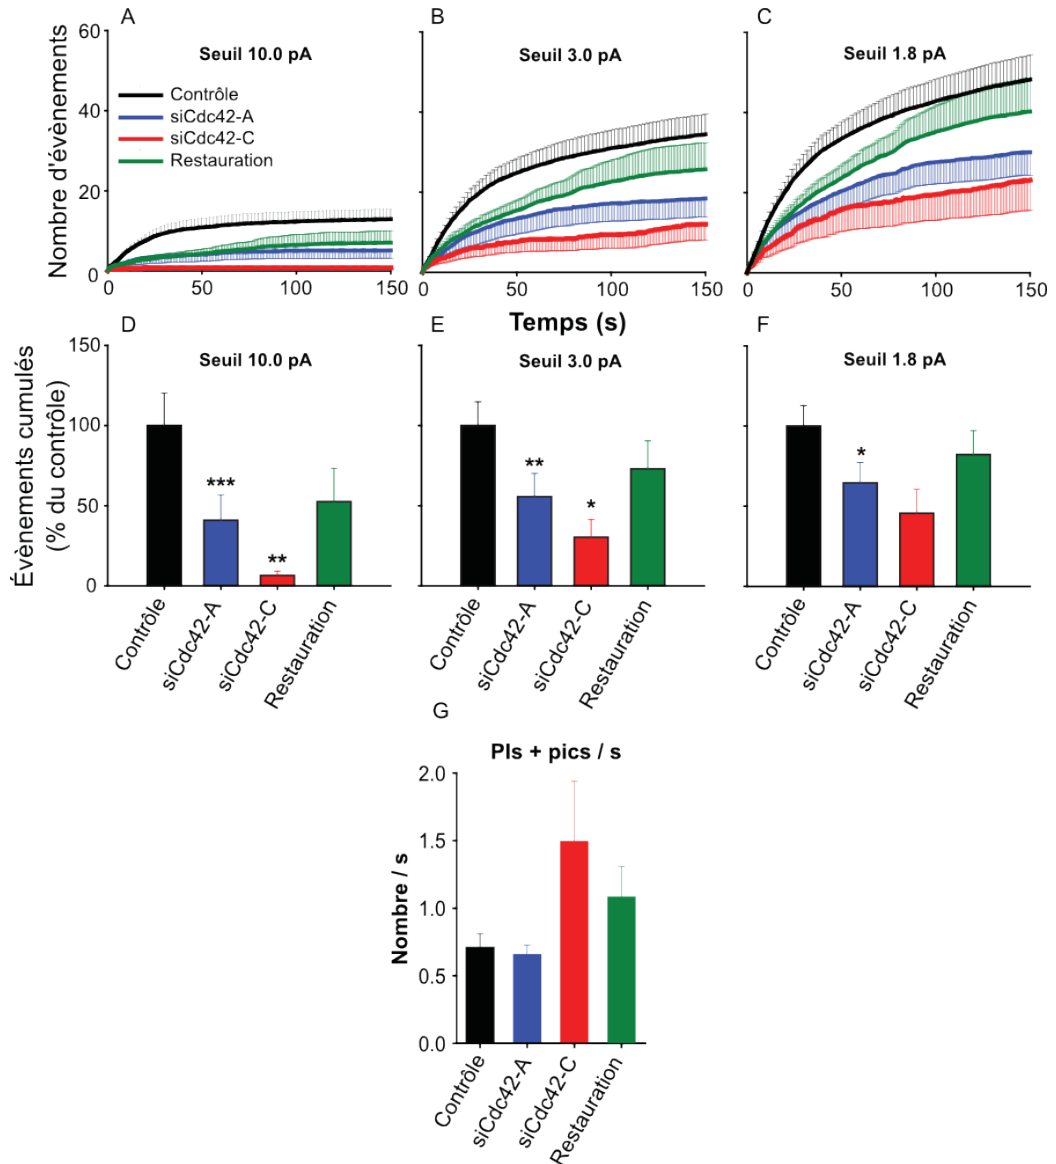 A
B
C
Nombre d'évènements
60
40
20
0
Seuil 10.0 pA
Seuil 3.0 pA
Seuil 1.8 pA
Contrôle
siCdc42-A
siCdc42-C
Restauration
0 50 100 150
0 50 100 150
0 50 100 150
Temps (s)
D
E
F
Évènements cumulés
(% du contrôle)
150
100
50
0
Seuil 10.0 pA
Seuil 3.0 pA
Seuil 1.8 pA
***
**
**
*
*
Contrôle
siCdc42-A
siCdc42-C
Restauration
Contrôle
siCdc42-A
siCdc42-C
Restauration
Contrôle
siCdc42-A
siCdc42-C
Restauration
G
PIs + pics / s
Nombre / s
2.0
1.5
1.0
0.5
0.0
Contrôle
siCdc42-A
siCdc42-C
Restauration